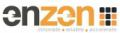 enzen
innovate • enable • accelerate